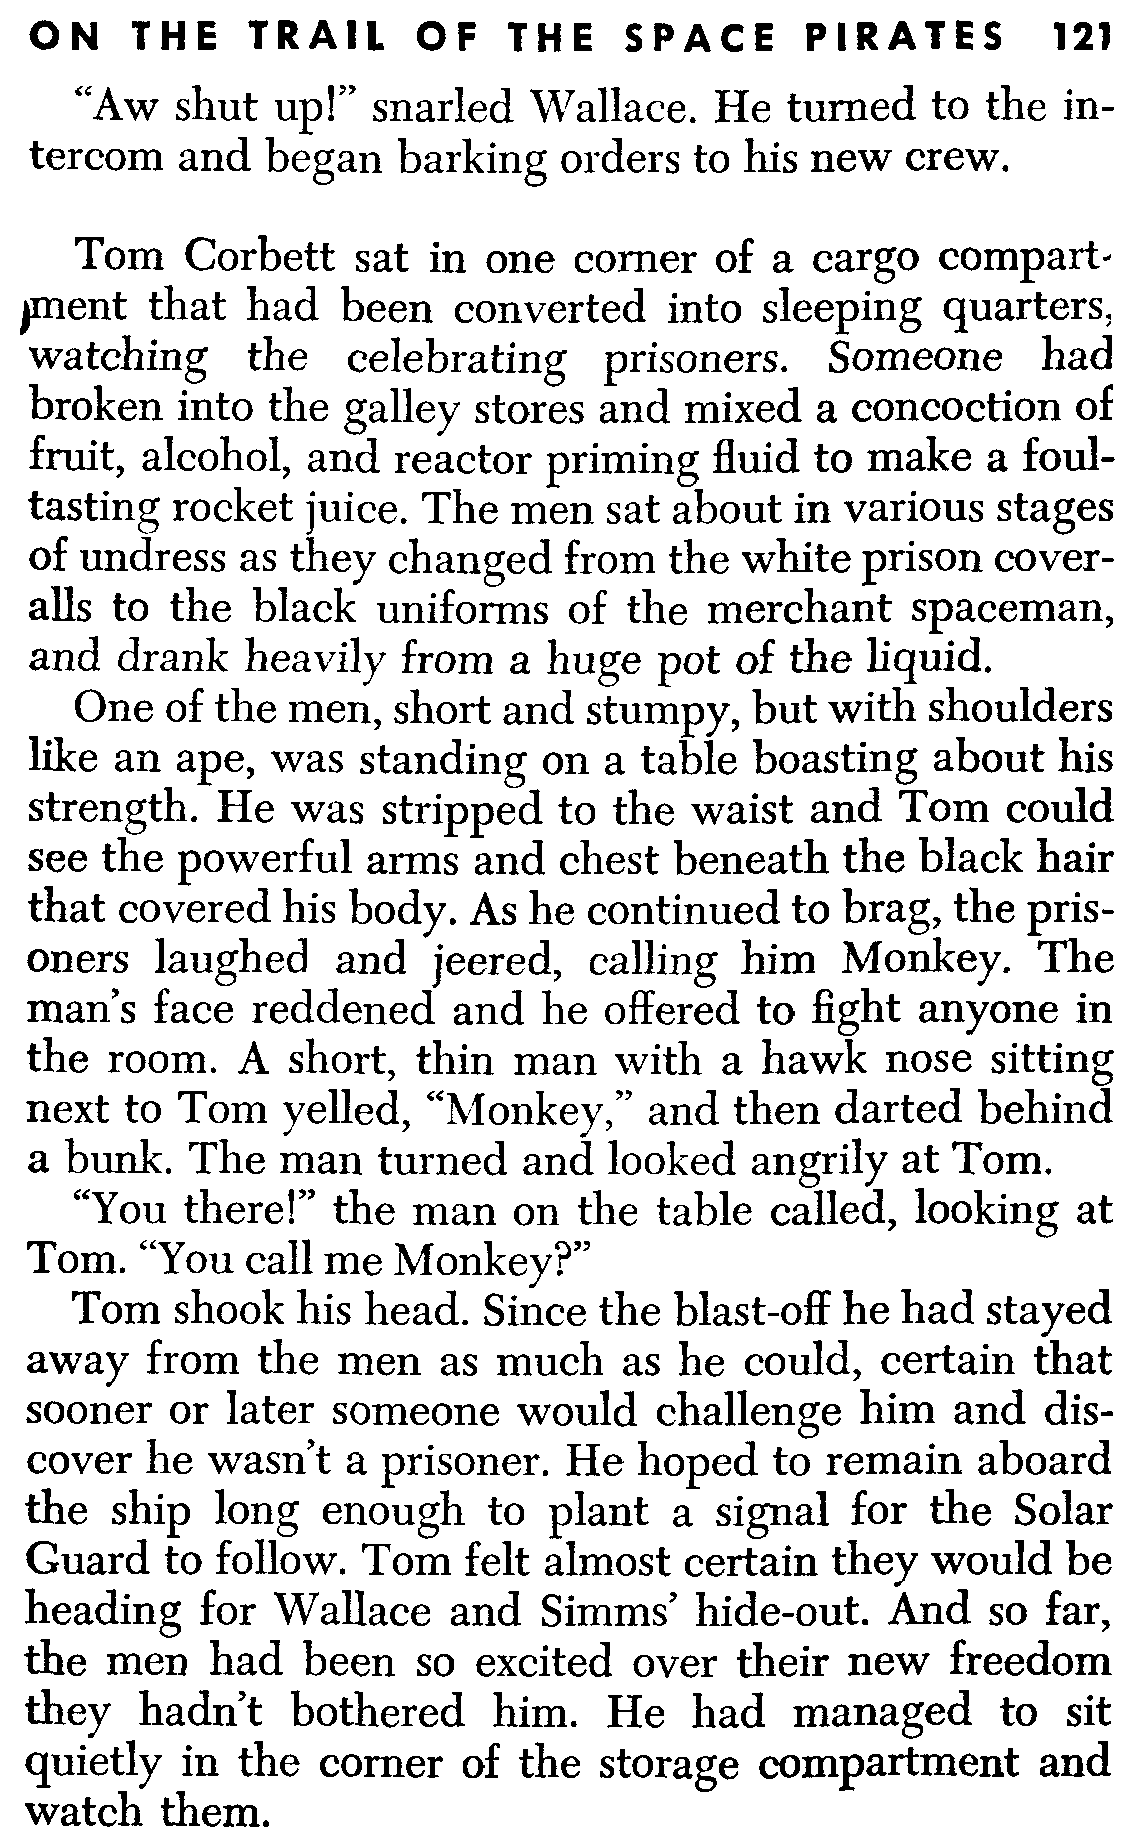 ON THE TRAIL OF THE SPACE PIRATES 121
“Aw shut up!” snarled Wallace. He turned to the in-
tercom and began barking orders to his new crew.
Tom Corbett sat in one corner of a cargo compart-
ment that had been converted into sleeping quarters,
watching the celebrating prisoners. Someone had
broken into the galley stores and mixed a concoction of
fruit, alcohol, and reactor priming fluid to make a foul-
tasting rocket juice. The men sat about in various stages
of undress as they changed from the white prison cover-
alls to the black uniforms of the merchant spaceman,
and drank heavily from a huge pot of the liquid.
One of the men, short and stumpy, but with shoulders
like an ape, was standing on a table boasting about his
strength. He was stripped to the waist and Tom could
see the powerful arms and chest beneath the black hair
that covered his body. As he continued to brag, the pris-
oners laughed and jeered, calling him Monkey. The
man’s face reddened and he offered to fight anyone in
the room. A short, thin man with a hawk nose sitting
next to Tom yelled, “Monkey,” and then darted behind
a bunk. The man turned and looked angrily at Tom.
“You there!” the man on the table called, looking at
Tom. “You call me Monkey?”
Tom shook his head. Since the blast-off he had stayed
away from the men as much as he could, certain that
sooner or later someone would challenge him and dis-
cover he wasn’t a prisoner. He hoped to remain aboard
the ship long enough to plant a signal for the Solar
Guard to follow. Tom felt almost certain they would be
heading for Wallace and Simms’ hide-out. And so far,
the men had been so excited over their new freedom
they hadn’t bothered him. He had managed to sit
quietly in the corner of the storage compartment and
watch them.